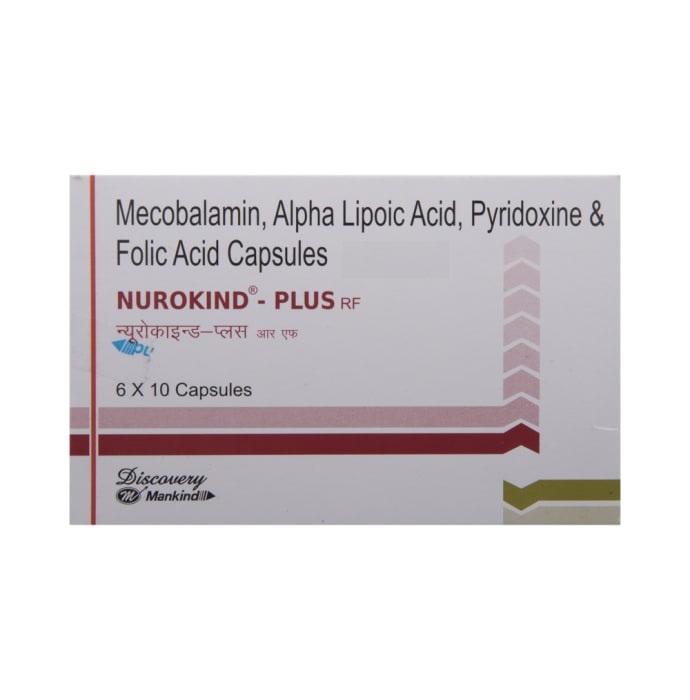 Mecobalamin, Alpha Lipoic Acid, Pyridoxine &
Folic Acid Capsules
NUROKIND®- PLUS RF
न्यूरोकाइन्ड–प्लस आर एफ
6 X 10 Capsules
Discovery
M Mankind